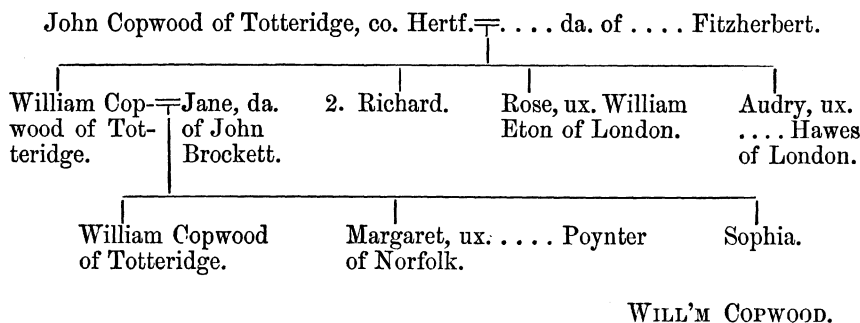 John Copwood of Totteridge, co. Hertf. . . . . da. of . . . . Fitzherbert.
William Cop-
wood of Tot-
teridge.
Jane, da.
of John
Brockett.
2. Richard.
Rose, ux. William
Eton of London.
Audry, ux.
. . . . Hawes
of London.
William Copwood
of Totteridge.
Margaret, ux. . . . . Poynter
of Norfolk.
Sophia.
WILL'M COPWOOD.